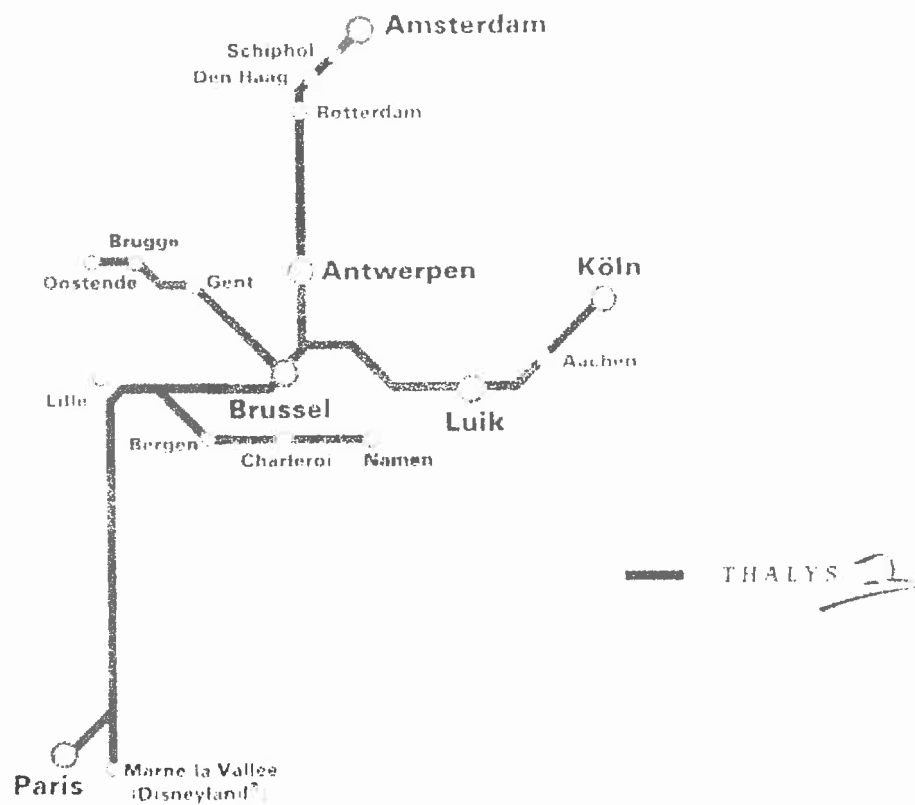 Amsterdam
Schiphol
Den Haag
Rotterdam
Brugge
Oostende
Gent
Antwerpen
Köln
Aachen
Lille
Brussel
Luik
Bergen
Charleroi
Namen
THALYS
Paris
Marne la Vallee
(Disneyland